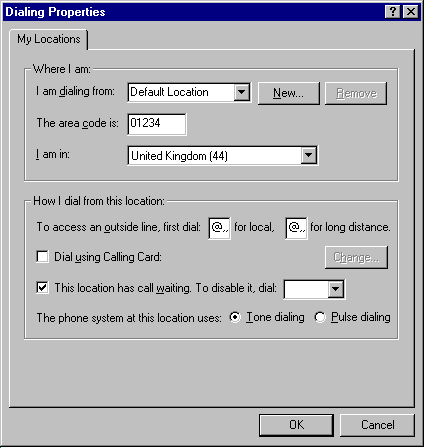 Dialing Properties
My Locations
Where I am:
I am dialing from: Default Location New... Remove
The area code is: 01234
I am in: United Kingdom (44)
How I dial from this location:
To access an outside line, first dial: @,, for local, @,, for long distance.
Dial using Calling Card: Change...
This location has call waiting. To disable it, dial:
The phone system at this location uses: Tone dialing Pulse dialing
OK Cancel